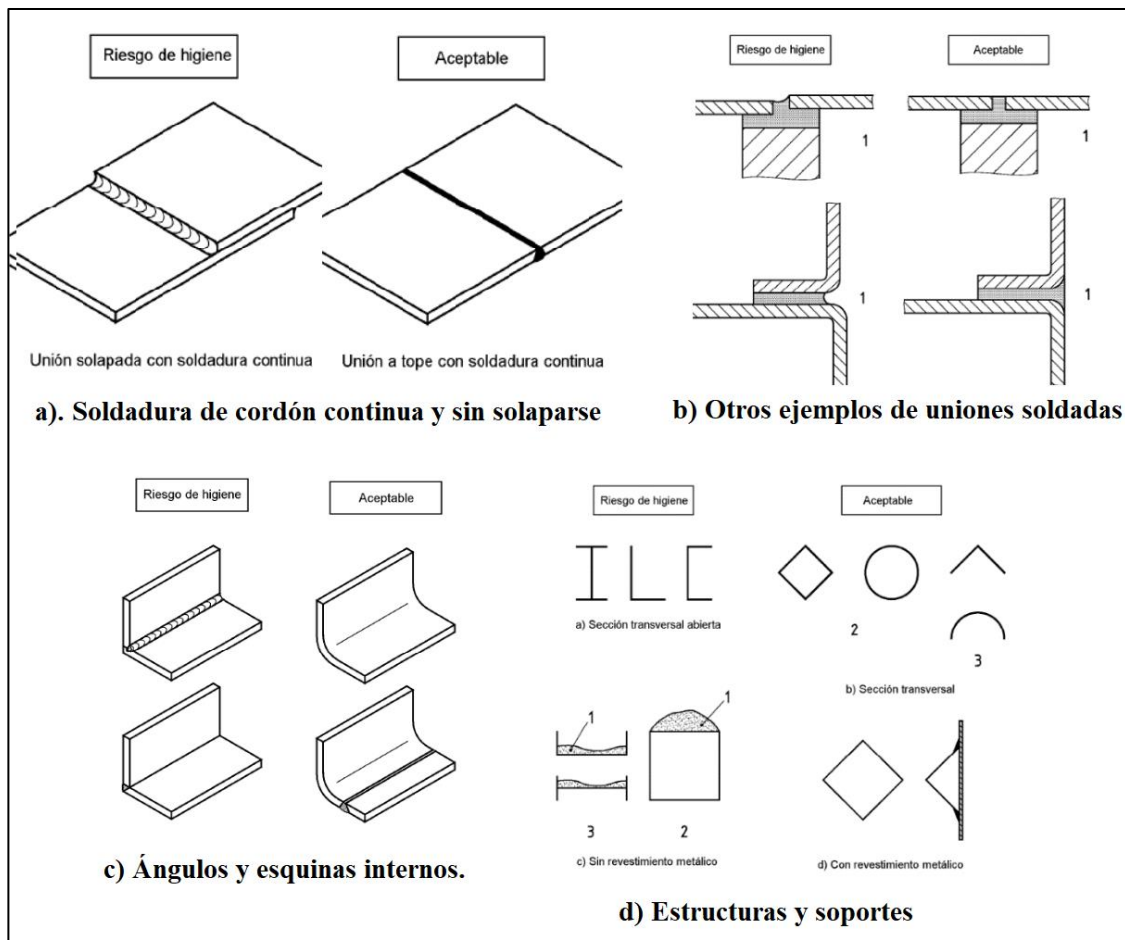 Riesgo de higiene
Aceptable
Unión solapada con soldadura continua
Unión a tope con soldadura continua
a). Soldadura de cordón continua y sin solaparse
Riesgo de higiene
Aceptable
1
1
1
1
b) Otros ejemplos de uniones soldadas
Riesgo de higiene
Aceptable
c) Ángulos y esquinas internos.
Riesgo de higiene
Aceptable
a) Sección transversal abierta
2
3
b) Sección transversal
1
1
3
2
c) Sin revestimiento metálico
d) Con revestimiento metálico
d) Estructuras y soportes